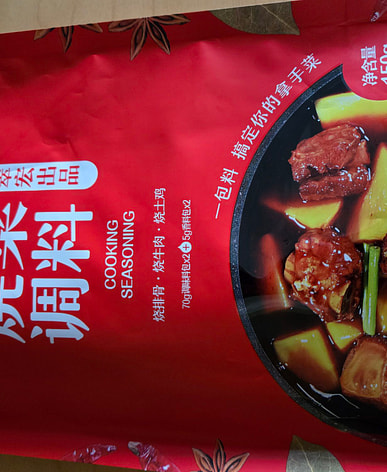 翠宏出品
烧菜
调料
COOKING
SEASONING
烧排骨·烧牛肉·烧土鸡
70g调料包x2+5g香料包x2
一包料 搞定你的拿手菜
净含量
150g